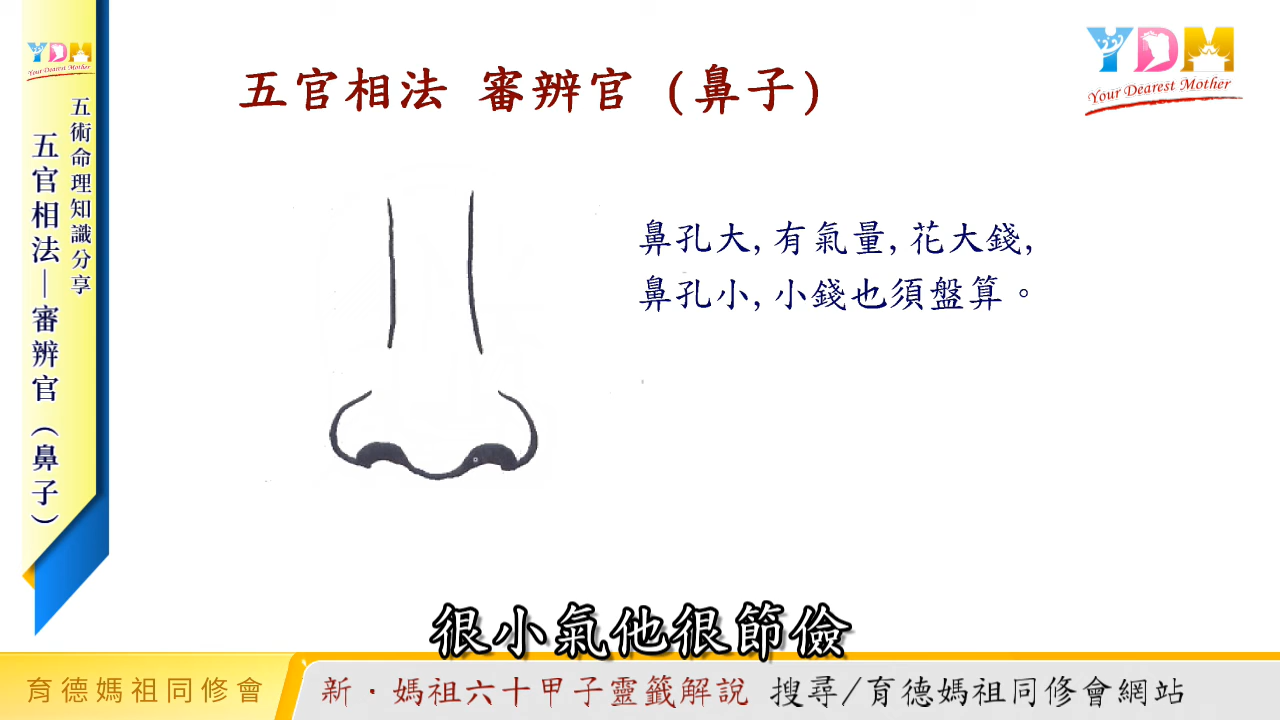 YDM
Your Dearest Mother
五術命理知識分享
五官相法—審辨官（鼻子）
五官相法 審辨官（鼻子）
YDM
Your Dearest Mother
鼻孔大,有氣量,花大錢,
鼻孔小,小錢也須盤算。
很小氣他很節儉
育德媽祖同修會
新·媽祖六十甲子靈籤解說 搜尋/育德媽祖同修會網站